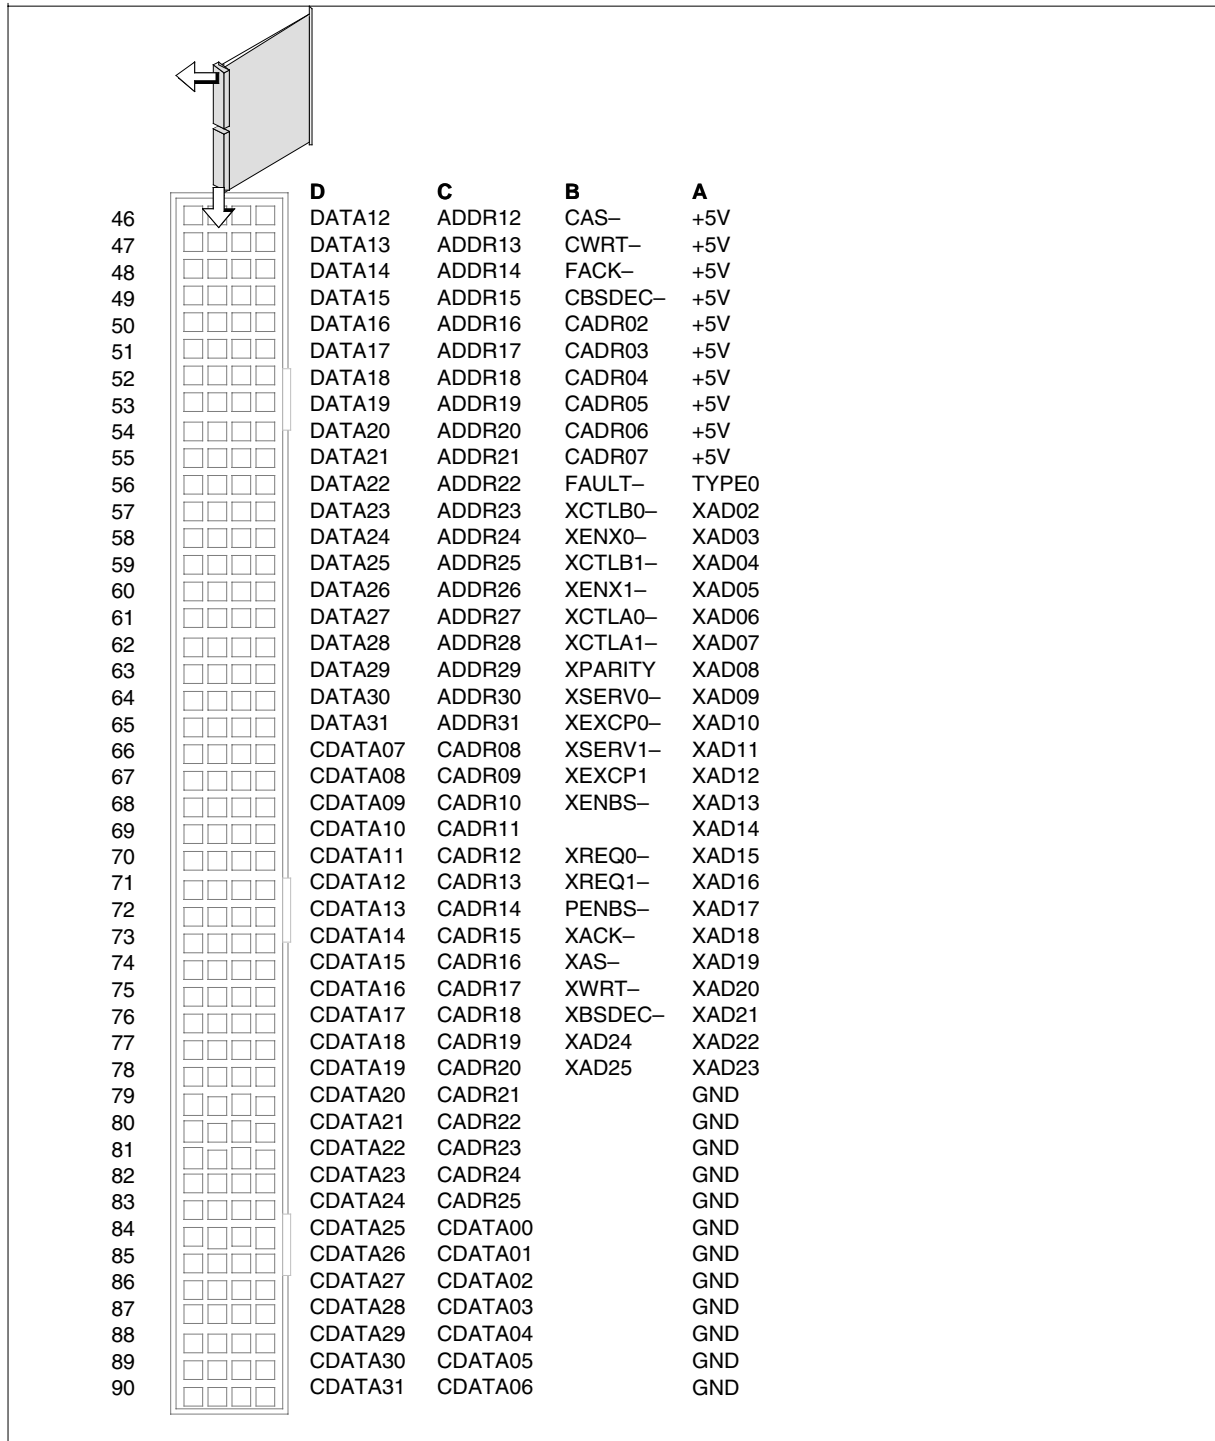 D C B A
46 DATA12 ADDR12 CAS– +5V
47 DATA13 ADDR13 CWRT– +5V
48 DATA14 ADDR14 FACK– +5V
49 DATA15 ADDR15 CBSDEC– +5V
50 DATA16 ADDR16 CADR02 +5V
51 DATA17 ADDR17 CADR03 +5V
52 DATA18 ADDR18 CADR04 +5V
53 DATA19 ADDR19 CADR05 +5V
54 DATA20 ADDR20 CADR06 +5V
55 DATA21 ADDR21 CADR07 +5V
56 DATA22 ADDR22 FAULT– TYPE0
57 DATA23 ADDR23 XCTLB0– XAD02
58 DATA24 ADDR24 XENX0– XAD03
59 DATA25 ADDR25 XCTLB1– XAD04
60 DATA26 ADDR26 XENX1– XAD05
61 DATA27 ADDR27 XCTLA0– XAD06
62 DATA28 ADDR28 XCTLA1– XAD07
63 DATA29 ADDR29 XPARITY XAD08
64 DATA30 ADDR30 XSERV0– XAD09
65 DATA31 ADDR31 XEXCP0– XAD10
66 CDATA07 CADR08 XSERV1– XAD11
67 CDATA08 CADR09 XEXCP1 XAD12
68 CDATA09 CADR10 XENBS– XAD13
69 CDATA10 CADR11 XAD14
70 CDATA11 CADR12 XREQ0– XAD15
71 CDATA12 CADR13 XREQ1– XAD16
72 CDATA13 CADR14 PENBS– XAD17
73 CDATA14 CADR15 XACK– XAD18
74 CDATA15 CADR16 XAS– XAD19
75 CDATA16 CADR17 XWRT– XAD20
76 CDATA17 CADR18 XBSDEC– XAD21
77 CDATA18 CADR19 XAD24 XAD22
78 CDATA19 CADR20 XAD25 XAD23
79 CDATA20 CADR21 GND
80 CDATA21 CADR22 GND
81 CDATA22 CADR23 GND
82 CDATA23 CADR24 GND
83 CDATA24 CADR25 GND
84 CDATA25 CDATA00 GND
85 CDATA26 CDATA01 GND
86 CDATA27 CDATA02 GND
87 CDATA28 CDATA03 GND
88 CDATA29 CDATA04 GND
89 CDATA30 CDATA05 GND
90 CDATA31 CDATA06 GND